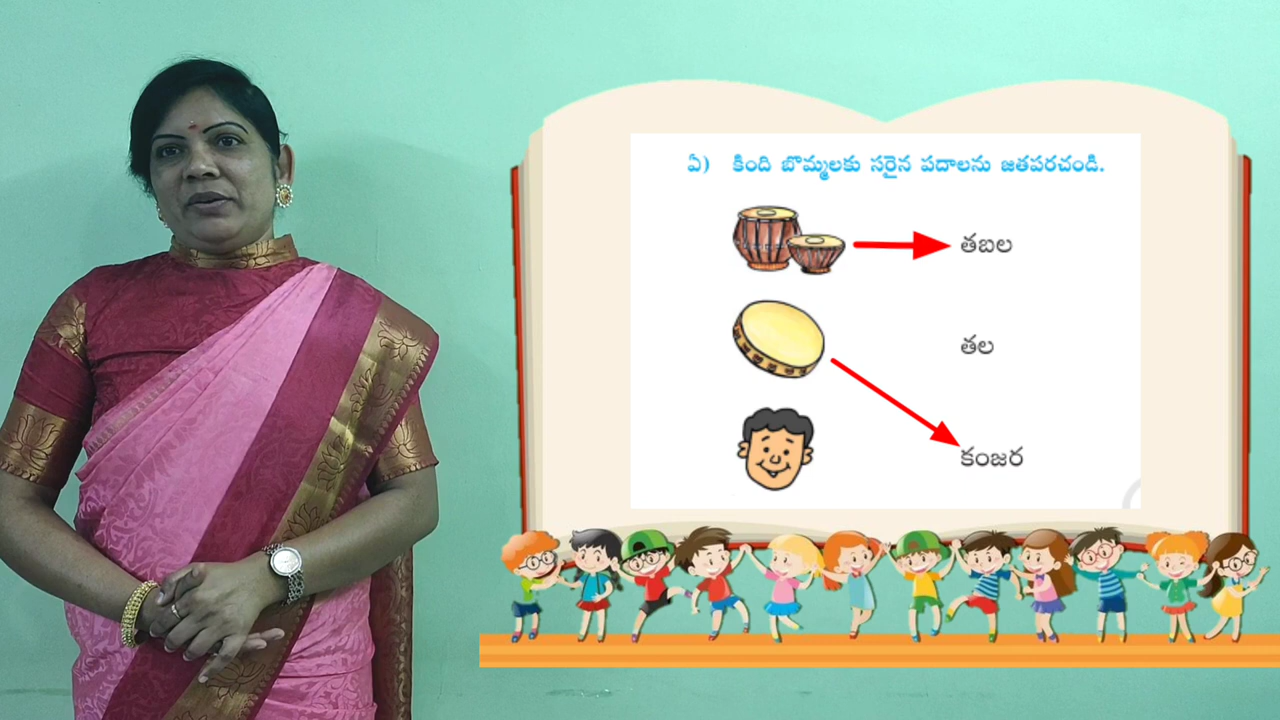 ఏ) కింది బొమ్మలకు సరైన పదాలను జతపరచండి.
తబల
తల
కంజర